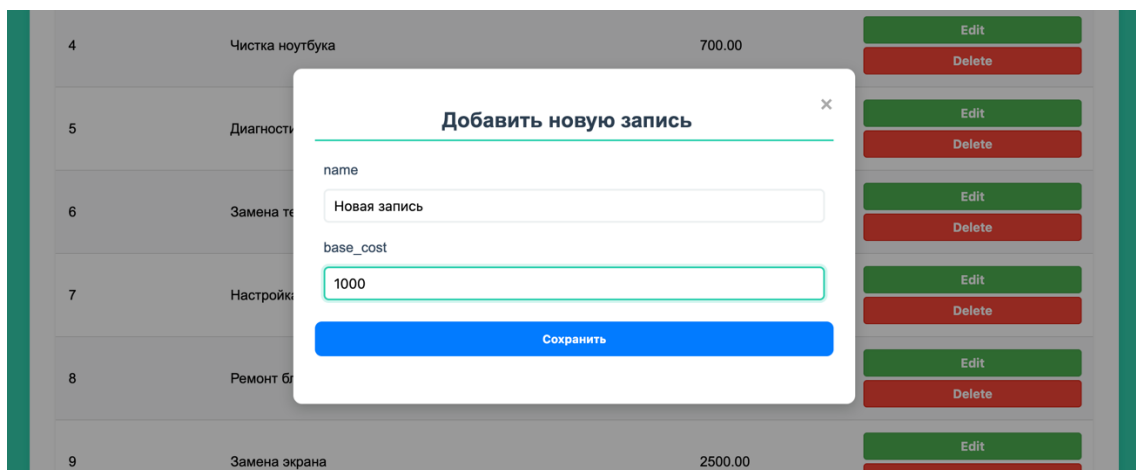 4 Чистка ноутбука 700.00 Edit
Delete
×
Добавить новую запись
5 Диагности Edit
Delete
name
6 Замена те Новая запись Edit
Delete
base_cost
7 Настройка 1000 Edit
Delete
Сохранить
8 Ремонт бл Edit
Delete
9 Замена экрана 2500.00 Edit